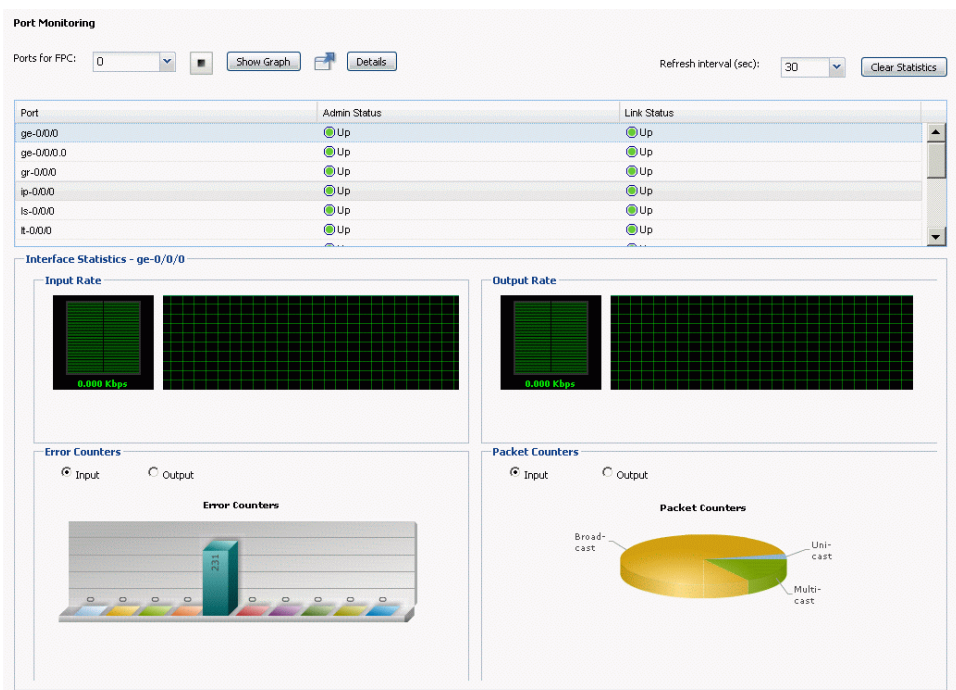 Port Monitoring
Ports for FPC: 0 Show Graph Details Refresh interval (sec): 30 Clear Statistics
Port Admin Status Link Status
ge-0/0/0 Up Up
ge-0/0/0.0 Up Up
gr-0/0/0 Up Up
ip-0/0/0 Up Up
ls-0/0/0 Up Up
lt-0/0/0 Up Up
Interface Statistics - ge-0/0/0
Input Rate
0.000 Kbps
Output Rate
0.000 Kbps
Error Counters
Input Output
Error Counters
0 0 0 0 231 0 0 0 0 0
Packet Counters
Input Output
Packet Counters
Broad-
cast
Uni-
cast
Multi-
cast